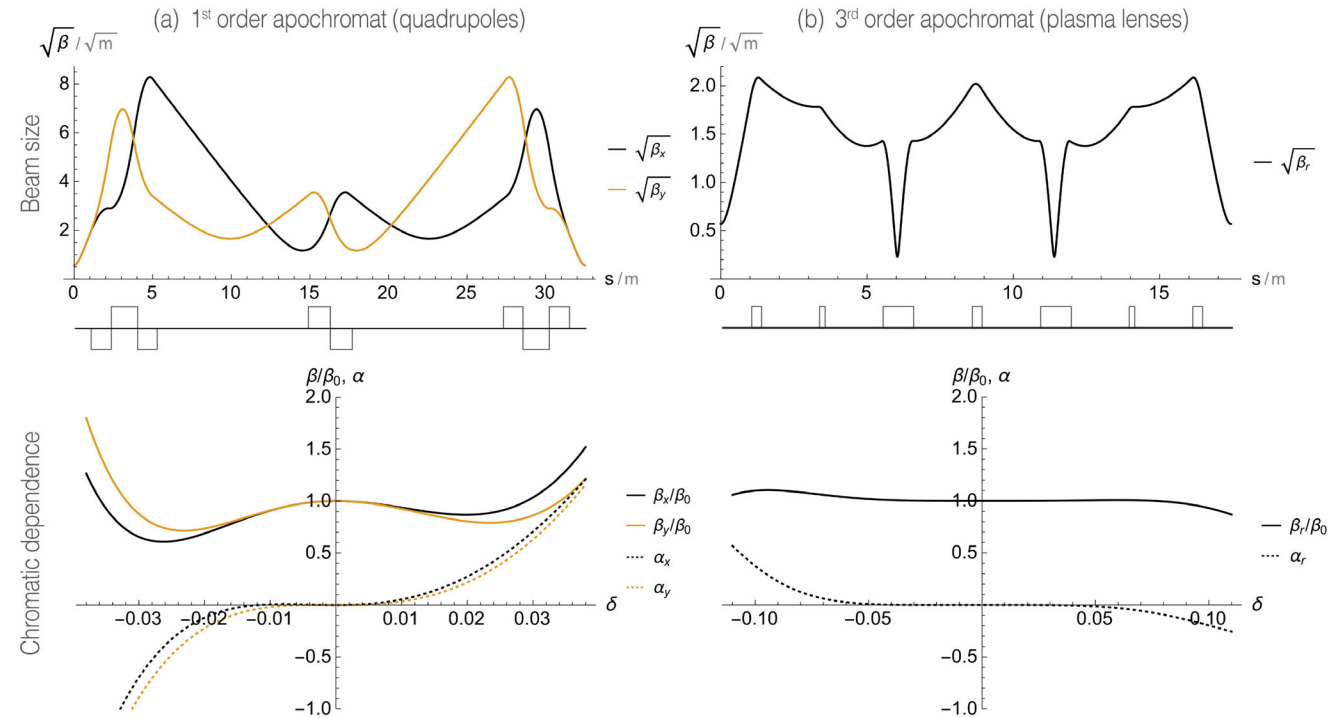 (a) 1st order apochromat (quadrupoles)
(b) 3rd order apochromat (plasma lenses)
Beam size
√β / √m
8
6
4
2
0 5 10 15 20 25 30
s / m
√βx
√βy
√β / √m
2.0
1.5
1.0
0.5
0 5 10 15
s / m
√βr
Chromatic dependence
β/β0, α
2.0
1.5
1.0
0.5
-0.5
-1.0
-0.03 -0.02 -0.01 0.01 0.02 0.03
δ
βx/β0
βy/β0
αx
αy
β/β0, α
2.0
1.5
1.0
0.5
-0.5
-1.0
-0.10 -0.05 0.05 0.10
δ
βr/β0
αr